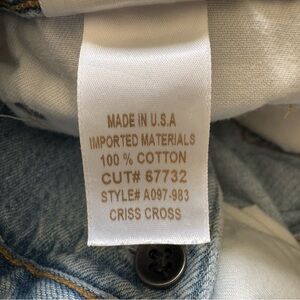 MADE IN U.S.A
IMPORTED MATERIALS
100 % COTTON
CUT# 67732
STYLE# A097-983
CRISS CROSS